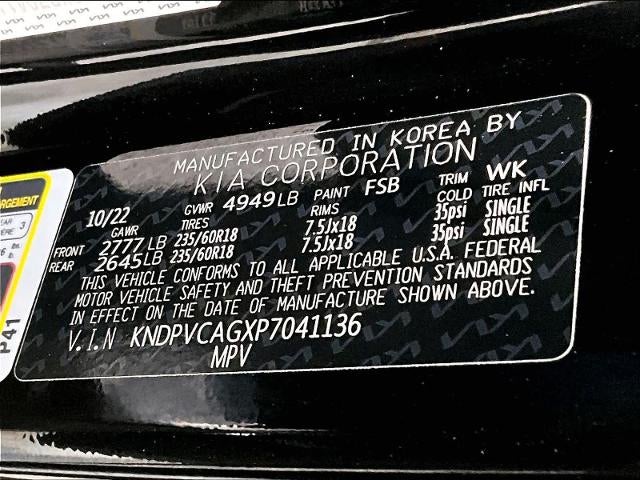 MANUFACTURED IN KOREA BY
KIA CORPORATION
10/22 GVWR 4949LB PAINT FSB TRIM WK
GAWR TIRES RIMS COLD TIRE INFL
FRONT 2777LB 235/60R18 7.5Jx18 35psi SINGLE
REAR 2645LB 235/60R18 7.5Jx18 35psi SINGLE
THIS VEHICLE CONFORMS TO ALL APPLICABLE U.S.A. FEDERAL
MOTOR VEHICLE SAFETY AND THEFT PREVENTION STANDARDS
IN EFFECT ON THE DATE OF MANUFACTURE SHOWN ABOVE.
V.I.N KNDPVCAGXP7041136
MPV
P41